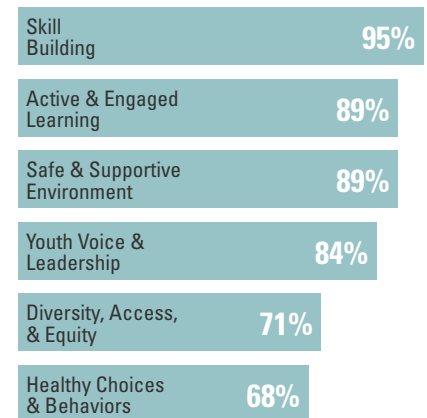 Skill
Building
95%
Active & Engaged
Learning
89%
Safe & Supportive
Environment
89%
Youth Voice &
Leadership
84%
Diversity, Access,
& Equity
71%
Healthy Choices
& Behaviors
68%